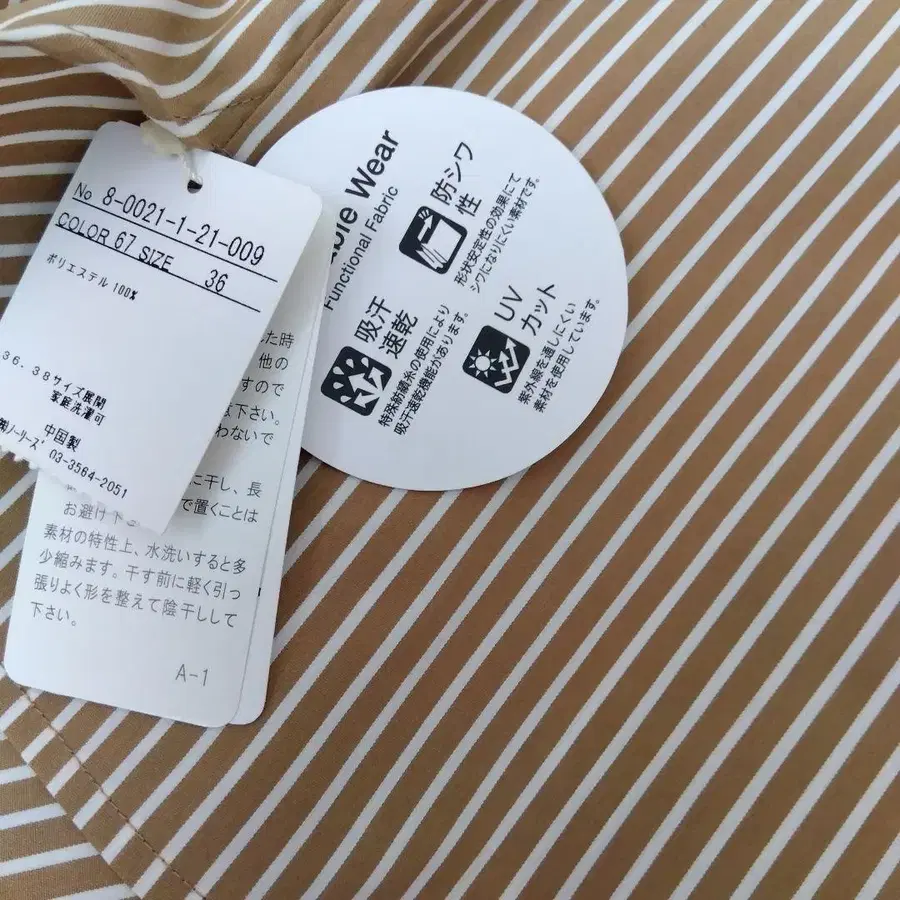 No 8-0021-1-21-009
COLOR 67 SIZE 36
ポリエステル 100%
36.38サイズ展開
家庭洗濯可
中国製
㈱ノーリーズ 03-3564-2051
Wear
Functional Fabric
防シワ
性
形状安定性の効果にて
シワになりにくい素材です。
吸汗
速乾
特殊紡績糸の使用により
吸汗速乾機能があります。
UV
カット
紫外線を通しにくい
素材を使用しています。
た時
他の
すので
下さい。
わないで
に干し、長
お避け下さ
で置くことは
素材の特性上、水洗いすると多
少縮みます。干す前に軽く引っ
張りよく形を整えて陰干しして
下さい。
A-1